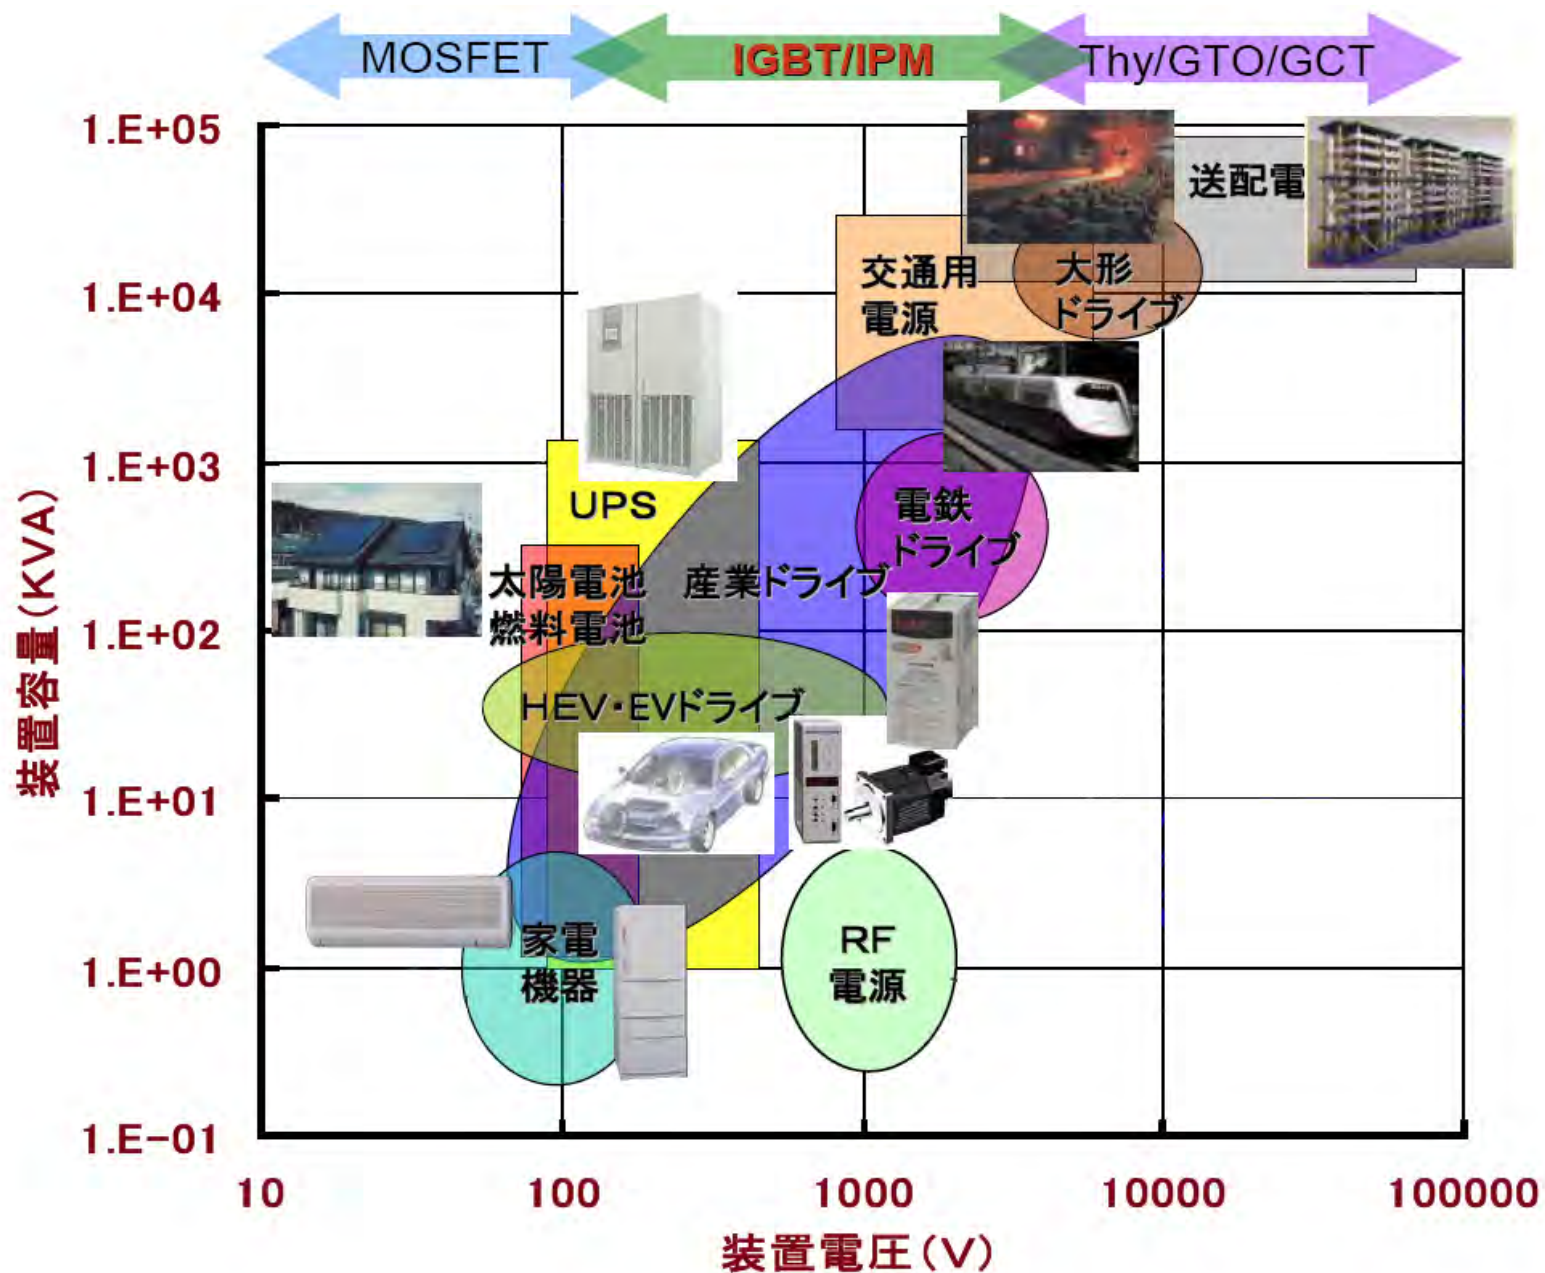 MOSFET
IGBT/IPM
Thy/GTO/GCT
1.E+05
送配電
交通用
電源
大形
ドライブ
1.E+04
1.E+03
UPS
電鉄
ドライブ
太陽電池
燃料電池
産業ドライブ
1.E+02
HEV・EVドライブ
1.E+01
家電
機器
RF
電源
1.E+00
1.E-01
装置容量(KVA)
10
100
1000
10000
100000
装置電圧(V)